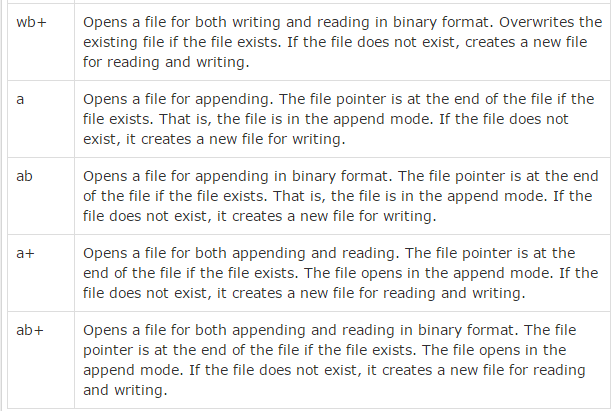 wb+ Opens a file for both writing and reading in binary format. Overwrites the
existing file if the file exists. If the file does not exist, creates a new file
for reading and writing.
a Opens a file for appending. The file pointer is at the end of the file if the
file exists. That is, the file is in the append mode. If the file does not
exist, it creates a new file for writing.
ab Opens a file for appending in binary format. The file pointer is at the end
of the file if the file exists. That is, the file is in the append mode. If the
file does not exist, it creates a new file for writing.
a+ Opens a file for both appending and reading. The file pointer is at the
end of the file if the file exists. The file opens in the append mode. If the
file does not exist, it creates a new file for reading and writing.
ab+ Opens a file for both appending and reading in binary format. The file
pointer is at the end of the file if the file exists. The file opens in the
append mode. If the file does not exist, it creates a new file for reading
and writing.